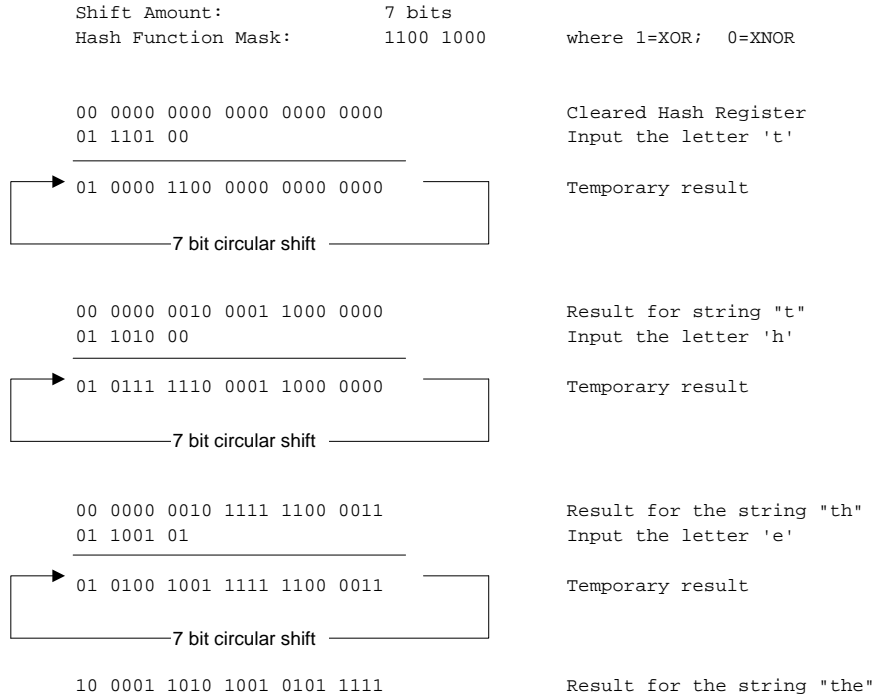 Shift Amount: 7 bits
Hash Function Mask: 1100 1000 where 1=XOR; 0=XNOR
00 0000 0000 0000 0000 0000 Cleared Hash Register
01 1101 00 Input the letter 't'
01 0000 1100 0000 0000 0000 Temporary result
7 bit circular shift
00 0000 0010 0001 1000 0000 Result for string "t"
01 1010 00 Input the letter 'h'
01 0111 1110 0001 1000 0000 Temporary result
7 bit circular shift
00 0000 0010 1111 1100 0011 Result for the string "th"
01 1001 01 Input the letter 'e'
01 0100 1001 1111 1100 0011 Temporary result
7 bit circular shift
10 0001 1010 1001 0101 1111 Result for the string "the"